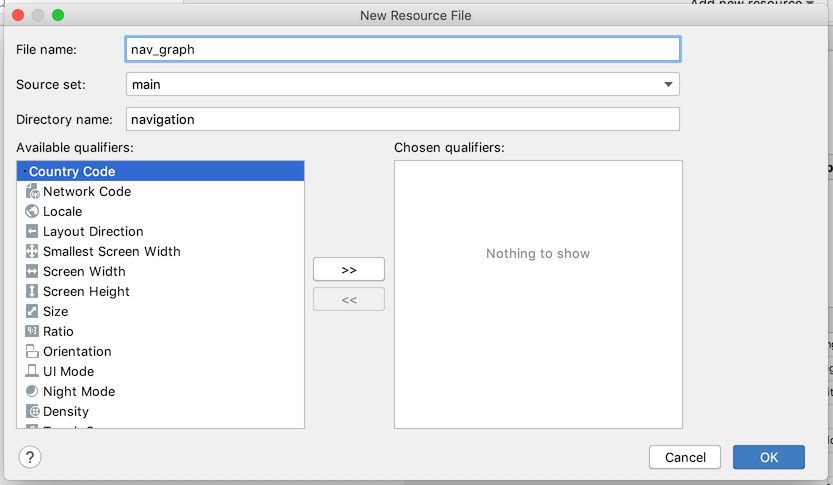 Add new resource
New Resource File
File name:
nav_graph
Source set:
main
Directory name:
navigation
Available qualifiers:
Chosen qualifiers:
Country Code
Network Code
Locale
Layout Direction
Smallest Screen Width
Screen Width
Screen Height
Size
Ratio
Orientation
UI Mode
Night Mode
Density
>>
<<
Nothing to show
?
Cancel
OK